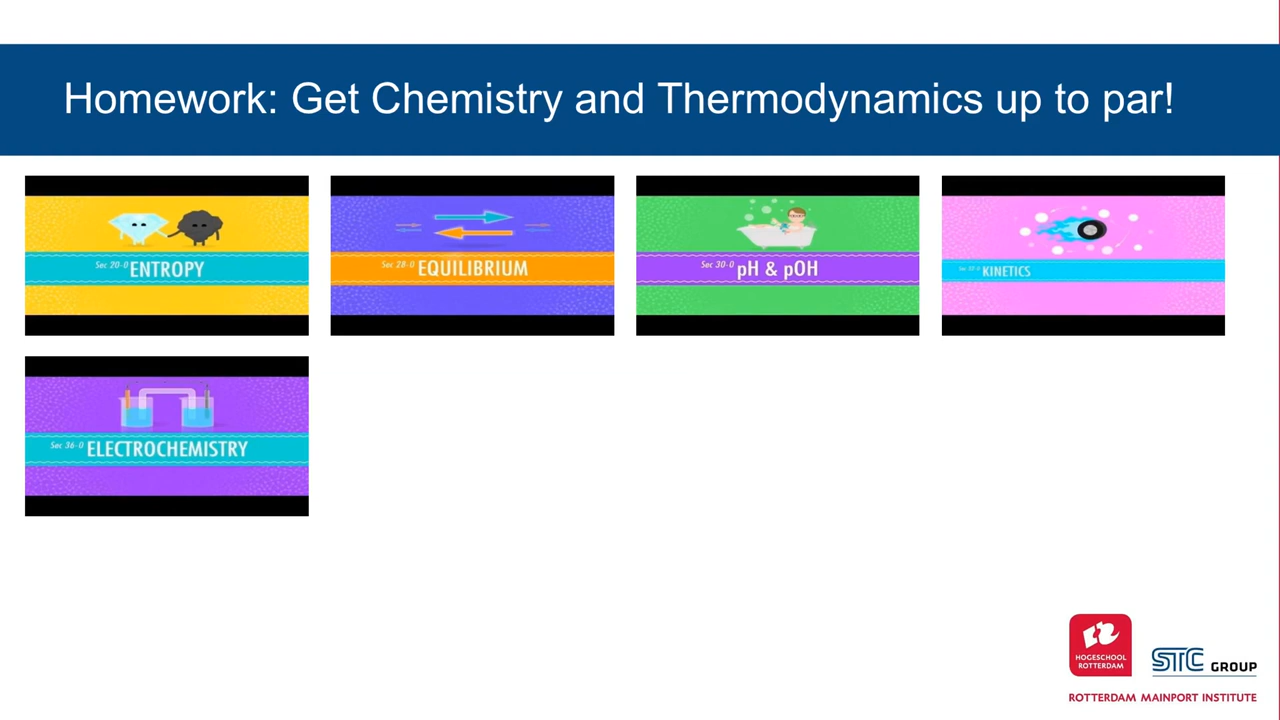 Homework: Get Chemistry and Thermodynamics up to par!
Sec 20-0 ENTROPY
Sec 28-0 EQUILIBRIUM
Sec 30-0 pH & pOH
KINETICS
Sec 36-0 ELECTROCHEMISTRY
HOGESCHOOL
ROTTERDAM
STC GROUP
ROTTERDAM MAINPORT INSTITUTE